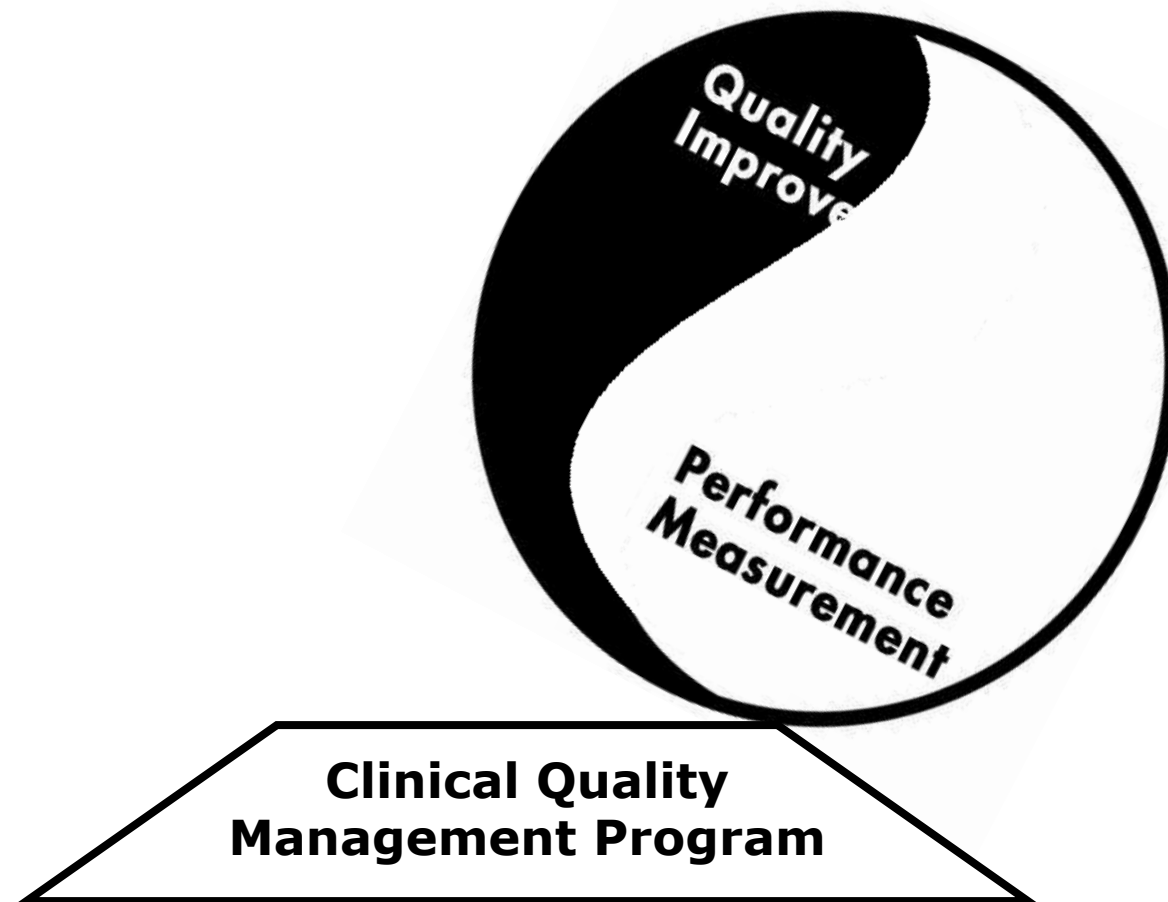 Quality
Improve
Performance
Measurement
Clinical Quality
Management Program